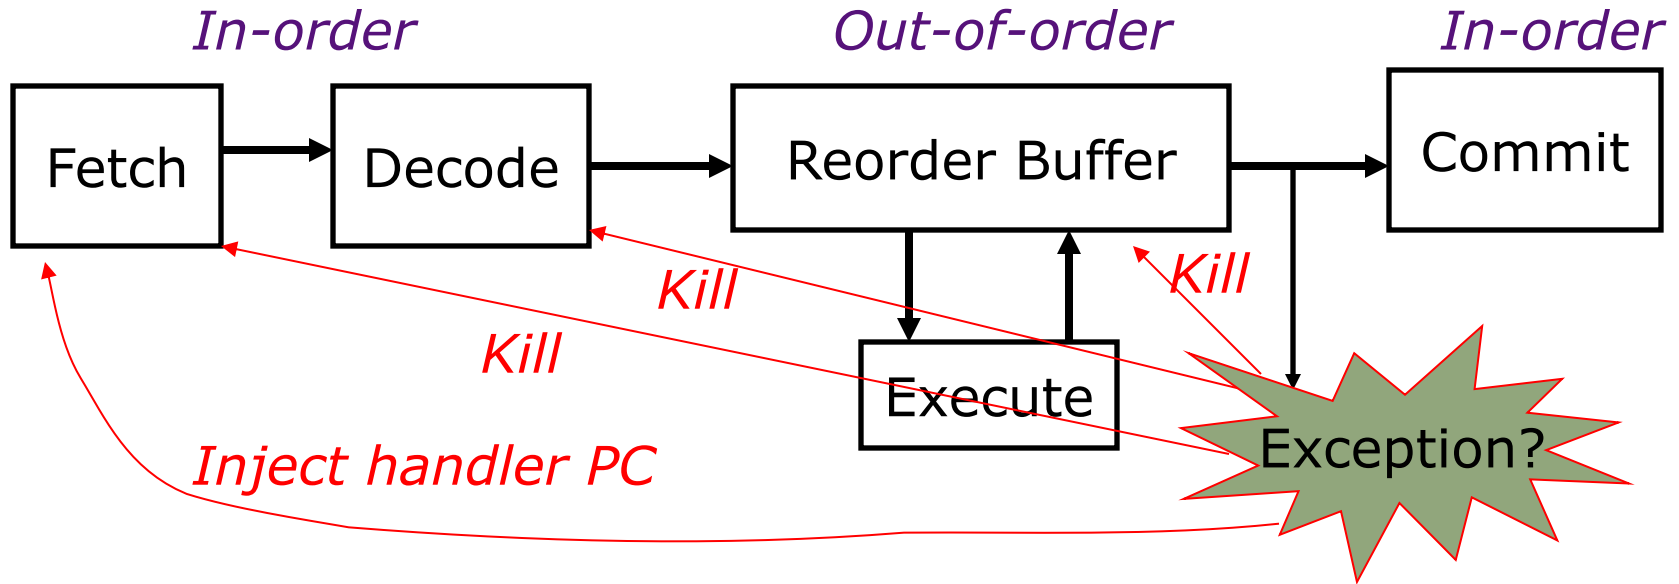 In-order
Out-of-order
In-order
Fetch
Decode
Reorder Buffer
Commit
Kill
Kill
Kill
Execute
Exception?
Inject handler PC